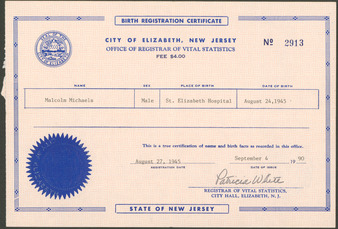 BIRTH REGISTRATION CERTIFICATE
CITY OF ELIZABETH, NEW JERSEY
OFFICE OF REGISTRAR OF VITAL STATISTICS
FEE $4.00
Nº 2913
NAME SEX PLACE OF BIRTH DATE OF BIRTH
Malcolm Michaels Male St. Elizabeth Hospital August 24,1945
This is a true certification of name and birth facts as recorded in this office.
August 27, 1945 September 4 1990
REGISTRATION DATE DATE OF ISSUE
Patricia White
REGISTRAR OF VITAL STATISTICS,
CITY HALL, ELIZABETH, N. J.
STATE OF NEW JERSEY